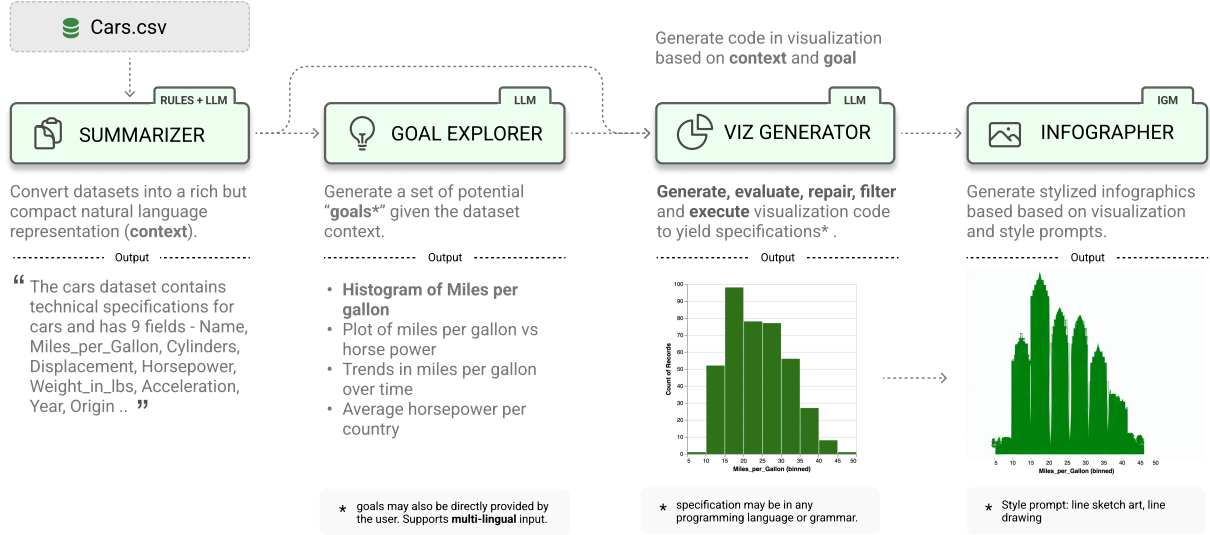 Cars.csv
Generate code in visualization
based on context and goal
RULES + LLM
SUMMARIZER
LLM
GOAL EXPLORER
LLM
VIZ GENERATOR
IGM
INFOGRAPHER
Convert datasets into a rich but
compact natural language
representation (context).
Output
“ The cars dataset contains
technical specifications for
cars and has 9 fields - Name,
Miles_per_Gallon, Cylinders,
Displacement, Horsepower,
Weight_in_lbs, Acceleration,
Year, Origin .. ”
Generate a set of potential
“goals*” given the dataset
context.
Output
• Histogram of Miles per
gallon
• Plot of miles per gallon vs
horse power
• Trends in miles per gallon
over time
• Average horsepower per
country
* goals may also be directly provided by
the user. Supports multi-lingual input.
Generate, evaluate, repair, filter
and execute visualization code
to yield specifications* .
Output
100
90
80
70
60
50
40
30
20
10
0
Count of Records
5 10 15 20 25 30 35 40 45 50
Miles_per_Gallon (binned)
* specification may be in any
programming language or grammar.
Generate stylized infographics
based based on visualization
and style prompts.
Output
5 10 15 20 25 30 35 40 45 50
Miles_per_Gallon (binned)
* Style prompt: line sketch art, line
drawing